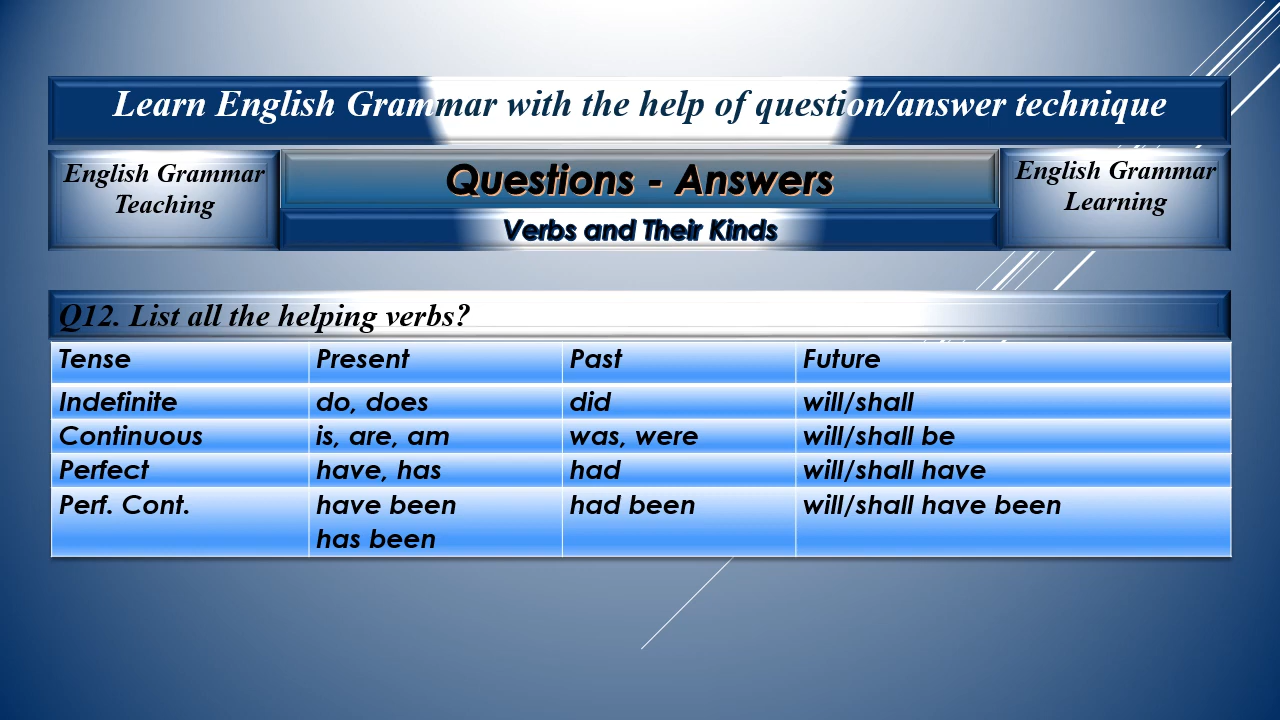 Learn English Grammar with the help of question/answer technique
English Grammar
Teaching
Questions - Answers
Verbs and Their Kinds
English Grammar
Learning
Q12. List all the helping verbs?
Tense Present Past Future
Indefinite do, does did will/shall
Continuous is, are, am was, were will/shall be
Perfect have, has had will/shall have
Perf. Cont. have been had been will/shall have been
has been